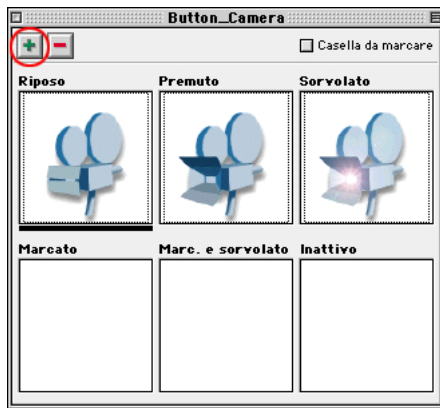 Button_Camera
Casella da marcare
Riposo Premuto Sorvolato
Marcato Marc. e sorvolato Inattivo